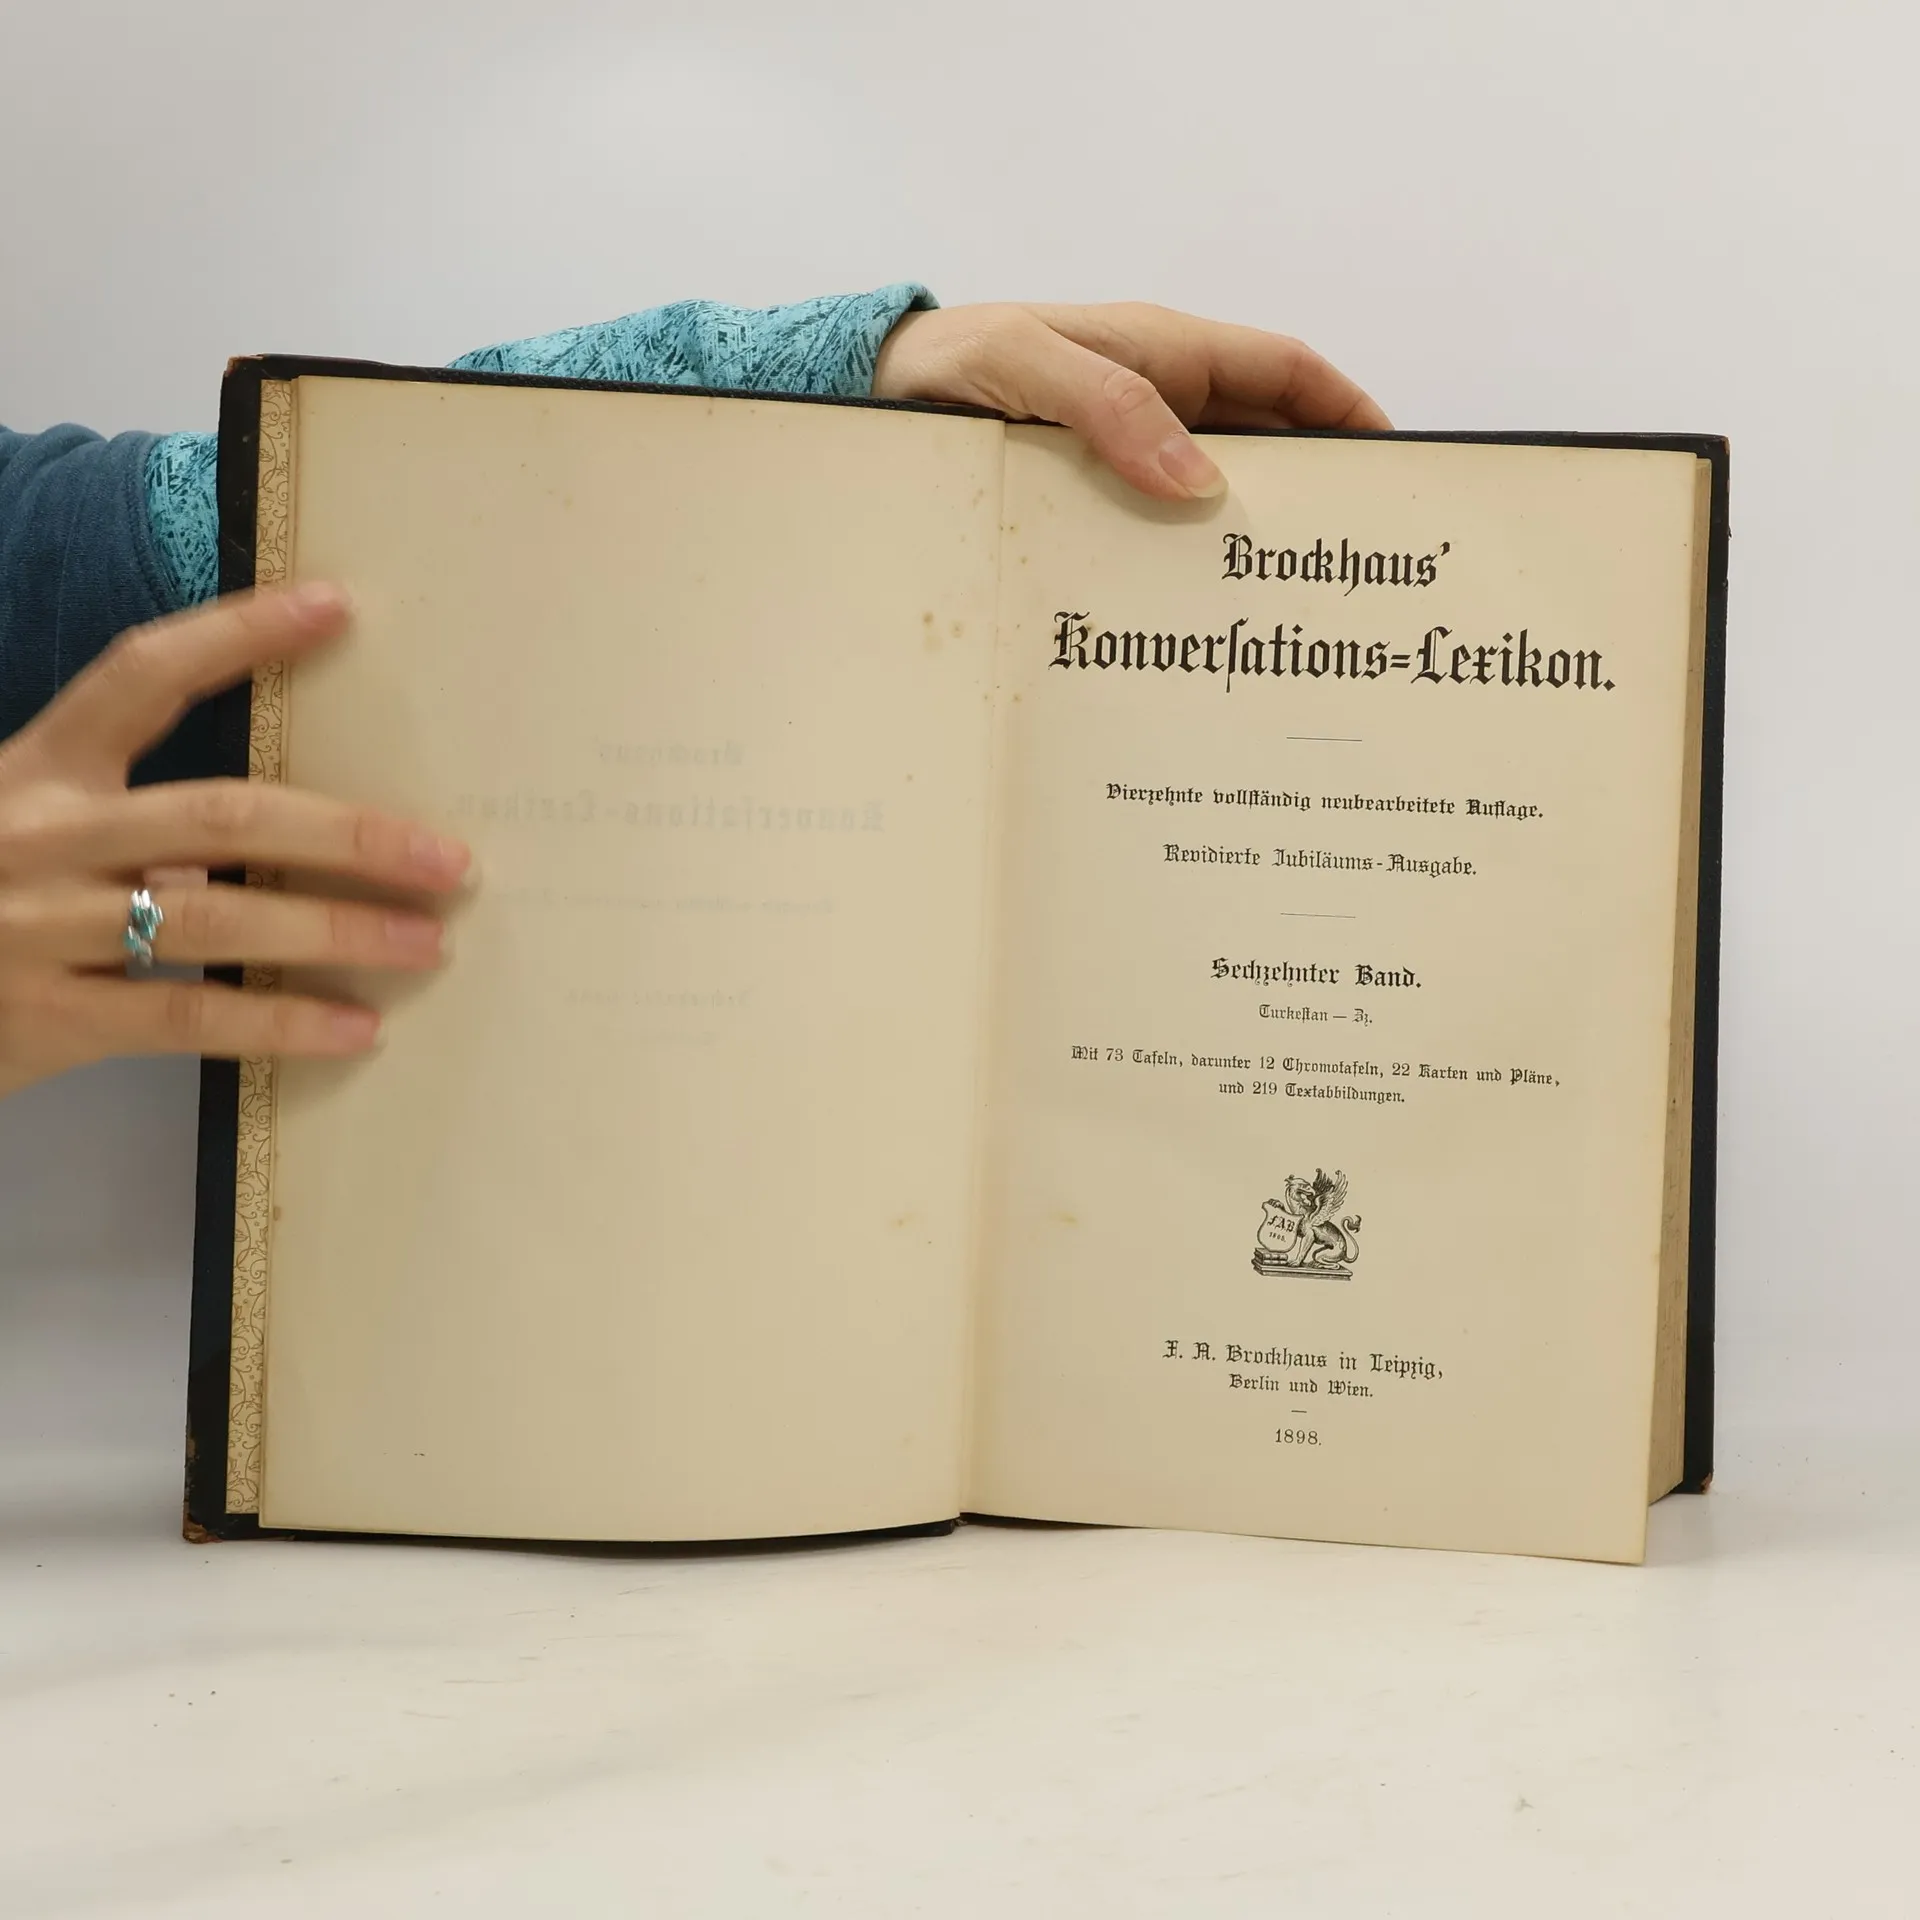 Brockhaus’
Konverſations=Lexikon.
Vierzehnte vollſtändig neubearbeitete Auflage.
Revidierte Jubiläums-Ausgabe.
Sechzehnter Band.
Turkeſtan — Zz.
Mit 73 Tafeln, darunter 12 Chromotafeln, 22 Karten und Pläne,
und 219 Textabbildungen.
F. A. B
F. A. Brockhaus in Leipzig,
Berlin und Wien.
—
1898.